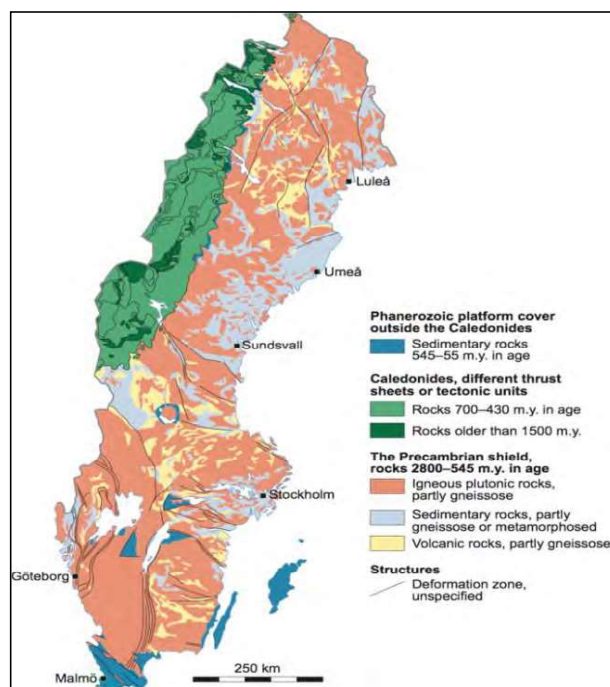 Luleå
Umeå
Sundsvall
Stockholm
Göteborg
Malmö
250 km
Phanerozoic platform cover
outside the Caledonides
Sedimentary rocks
545–55 m.y. in age
Caledonides, different thrust
sheets or tectonic units
Rocks 700–430 m.y. in age
Rocks older than 1500 m.y.
The Precambrian shield,
rocks 2800–545 m.y. in age
Igneous plutonic rocks,
partly gneissose
Sedimentary rocks, partly
gneissose or metamorphosed
Volcanic rocks, partly gneissose
Structures
Deformation zone,
unspecified